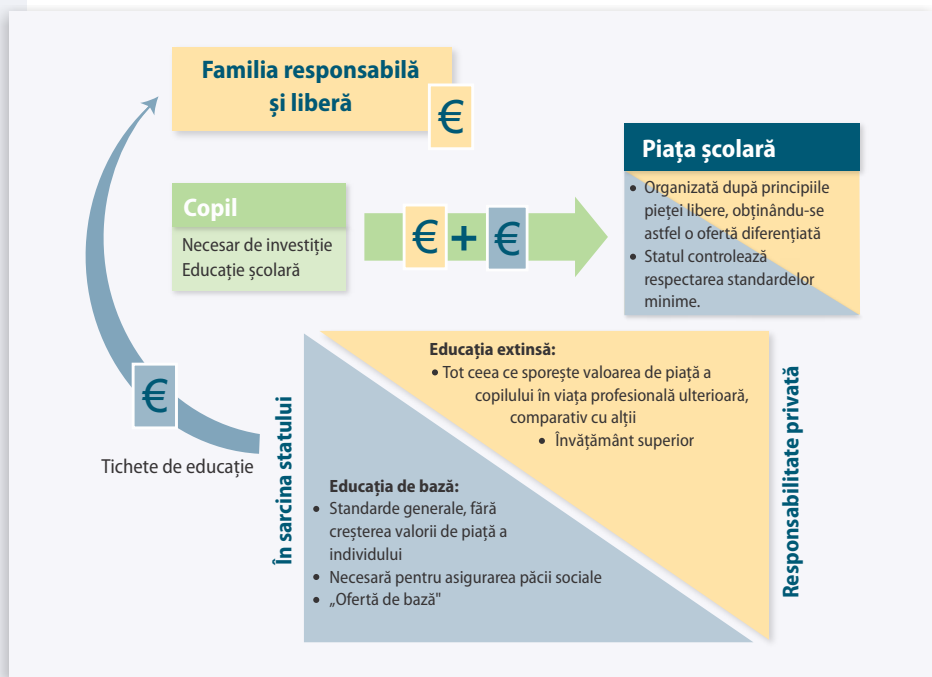 Familia responsabilă
și liberă
€
Piața școlară
• Organizată după principiile
pieței libere, obținându-se
astfel o ofertă diferențiată
• Statul controlează
respectarea standardelor
minime.
Copil
Necesar de investiție
Educație școlară
€ + €
Educația extinsă:
• Tot ceea ce sporește valoarea de piață a
copilului în viața profesională ulterioară,
comparativ cu alții
• Învățământ superior
€
Tichete de educație
În sarcina statului
Educația de bază:
• Standarde generale, fără
creșterea valorii de piață a
individului
• Necesară pentru asigurarea păcii sociale
• „Ofertă de bază"
Responsabilitate privată